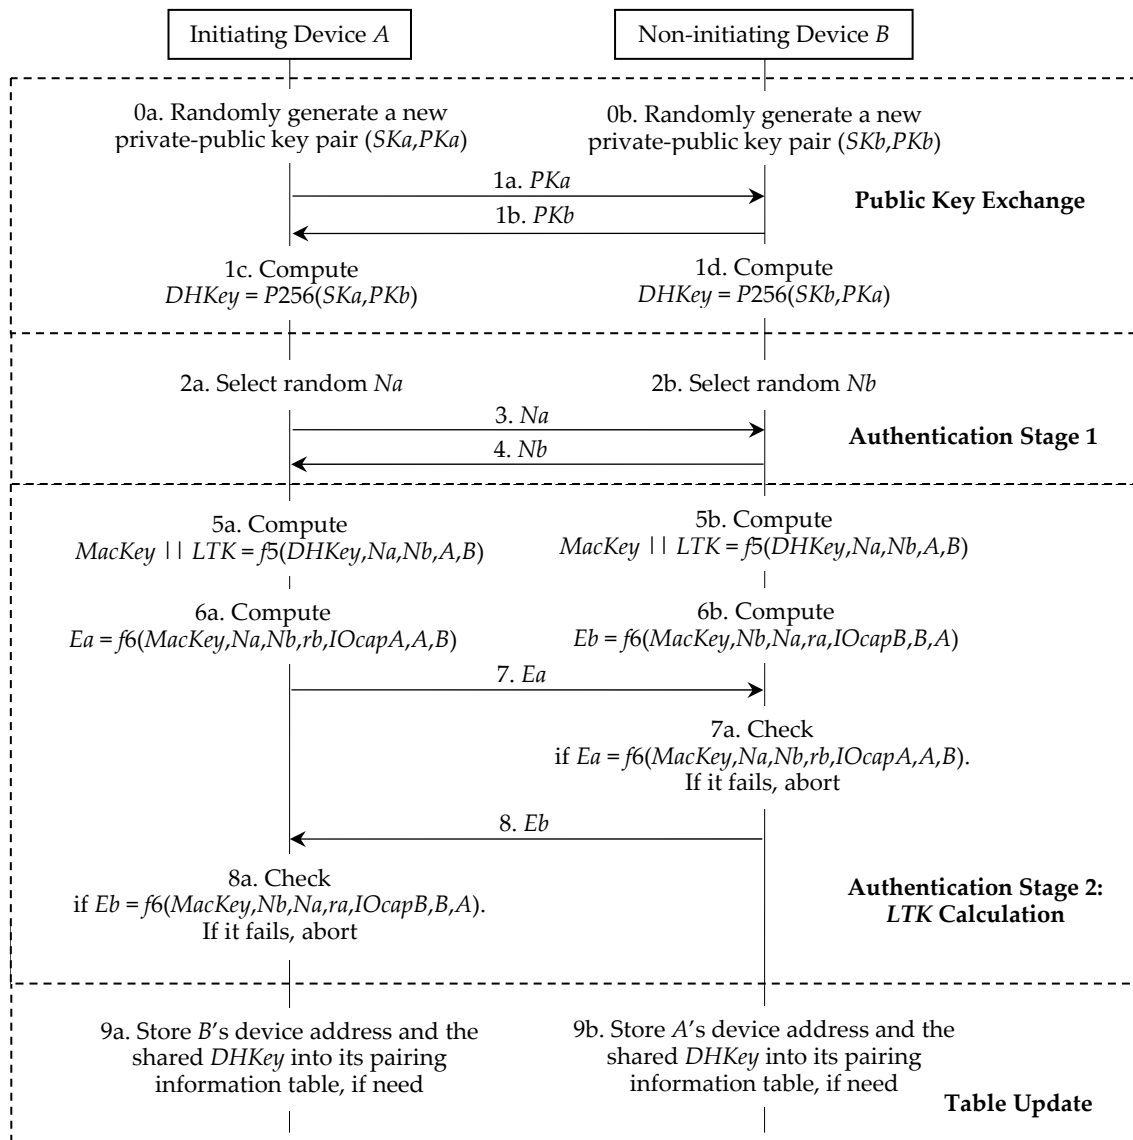 Initiating Device A
Non-initiating Device B
0a. Randomly generate a new
private-public key pair (SKa,PKa)
0b. Randomly generate a new
private-public key pair (SKb,PKb)
1a. PKa
Public Key Exchange
1b. PKb
1c. Compute
DHKey = P256(SKa,PKb)
1d. Compute
DHKey = P256(SKb,PKa)
2a. Select random Na
2b. Select random Nb
3. Na
Authentication Stage 1
4. Nb
5a. Compute
MacKey || LTK = f5(DHKey,Na,Nb,A,B)
5b. Compute
MacKey || LTK = f5(DHKey,Na,Nb,A,B)
6a. Compute
Ea = f6(MacKey,Na,Nb,rb,IOcapA,A,B)
6b. Compute
Eb = f6(MacKey,Nb,Na,ra,IOcapB,B,A)
7. Ea
7a. Check
if Ea = f6(MacKey,Na,Nb,rb,IOcapA,A,B).
If it fails, abort
8. Eb
8a. Check
if Eb = f6(MacKey,Nb,Na,ra,IOcapB,B,A).
If it fails, abort
Authentication Stage 2:
LTK Calculation
9a. Store B's device address and the
shared DHKey into its pairing
information table, if need
9b. Store A's device address and the
shared DHKey into its pairing
information table, if need
Table Update